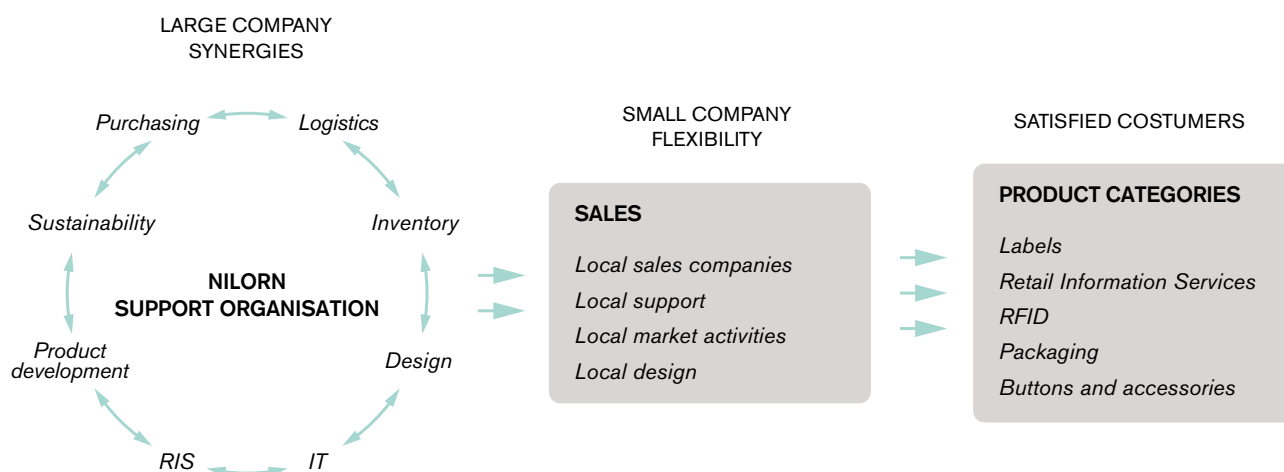 LARGE COMPANY
SYNERGIES
Purchasing
Logistics
Sustainability
Inventory
NILORN
SUPPORT ORGANISATION
Product
development
Design
RIS
IT
SMALL COMPANY
FLEXIBILITY
SALES
Local sales companies
Local support
Local market activities
Local design
SATISFIED COSTUMERS
PRODUCT CATEGORIES
Labels
Retail Information Services
RFID
Packaging
Buttons and accessories